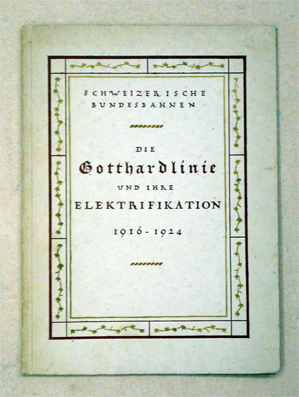 SCHWEIZERISCHE
BUNDESBAHNEN
DIE
Gotthardlinie
UND IHRE
ELEKTRIFIKATION
1916-1924